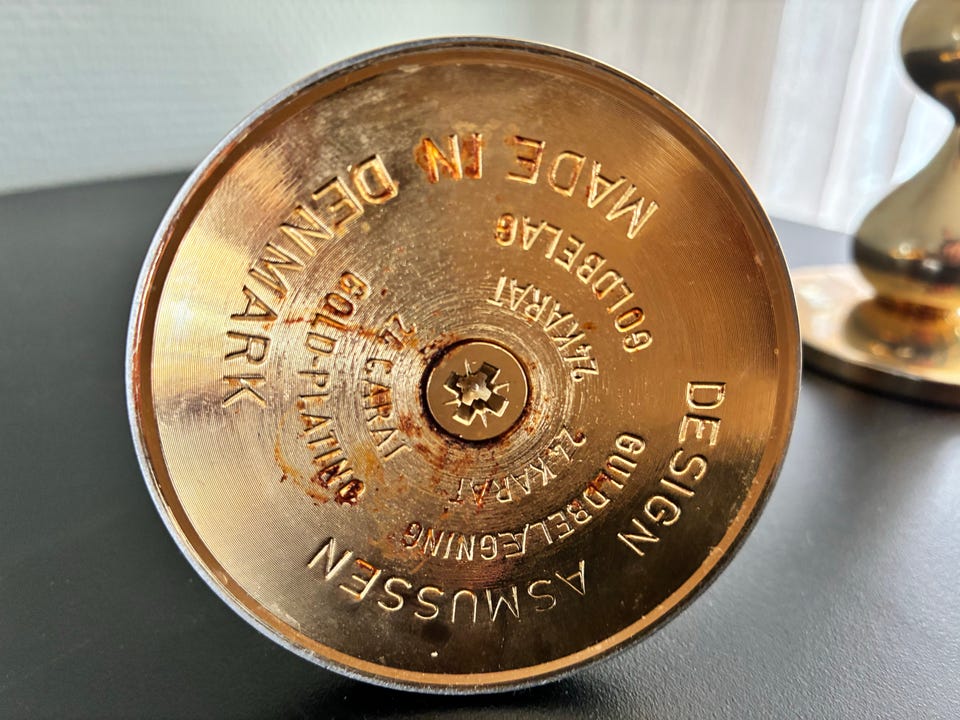 DESIGN ASMUSSEN
MADE IN DENMARK
24 KARAT
GULDBELÆGNING
24 CARAT
GOLD-PLATING
24 KARAT
GOLDBELAG